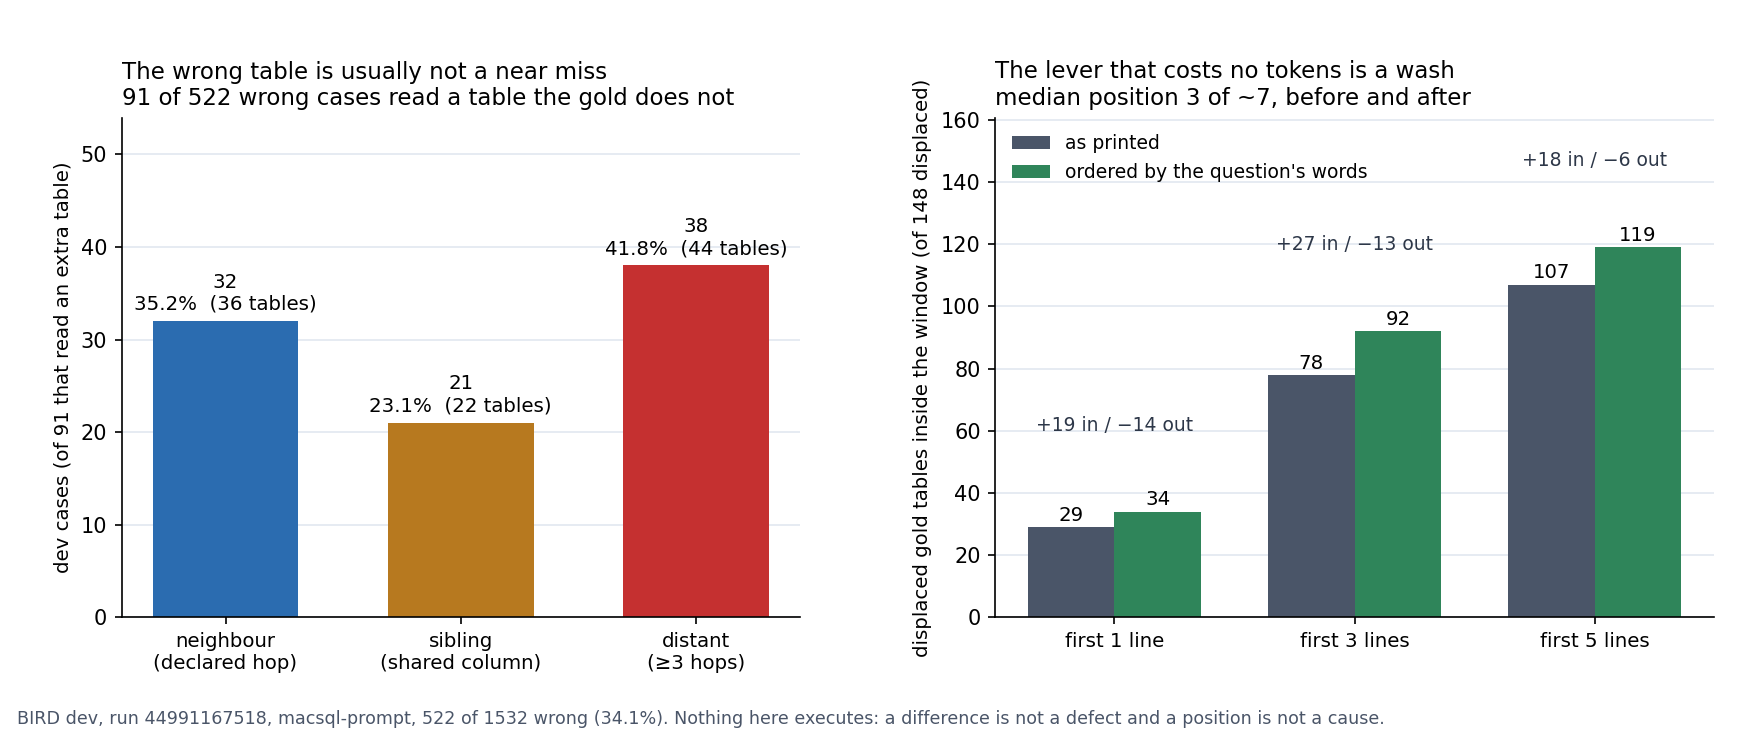 The wrong table is usually not a near miss
91 of 522 wrong cases read a table the gold does not
dev cases (of 91 that read an extra table)
50
40
30
20
10
0
32
35.2%  (36 tables)
21
23.1%  (22 tables)
38
41.8%  (44 tables)
neighbour
(declared hop)
sibling
(shared column)
distant
(≥3 hops)
The lever that costs no tokens is a wash
median position 3 of ~7, before and after
displaced gold tables inside the window (of 148 displaced)
160
140
120
100
80
60
40
20
0
as printed
ordered by the question's words
+19 in / −14 out
29
34
+27 in / −13 out
78
92
+18 in / −6 out
107
119
first 1 line
first 3 lines
first 5 lines
BIRD dev, run 44991167518, macsql-prompt, 522 of 1532 wrong (34.1%). Nothing here executes: a difference is not a defect and a position is not a cause.